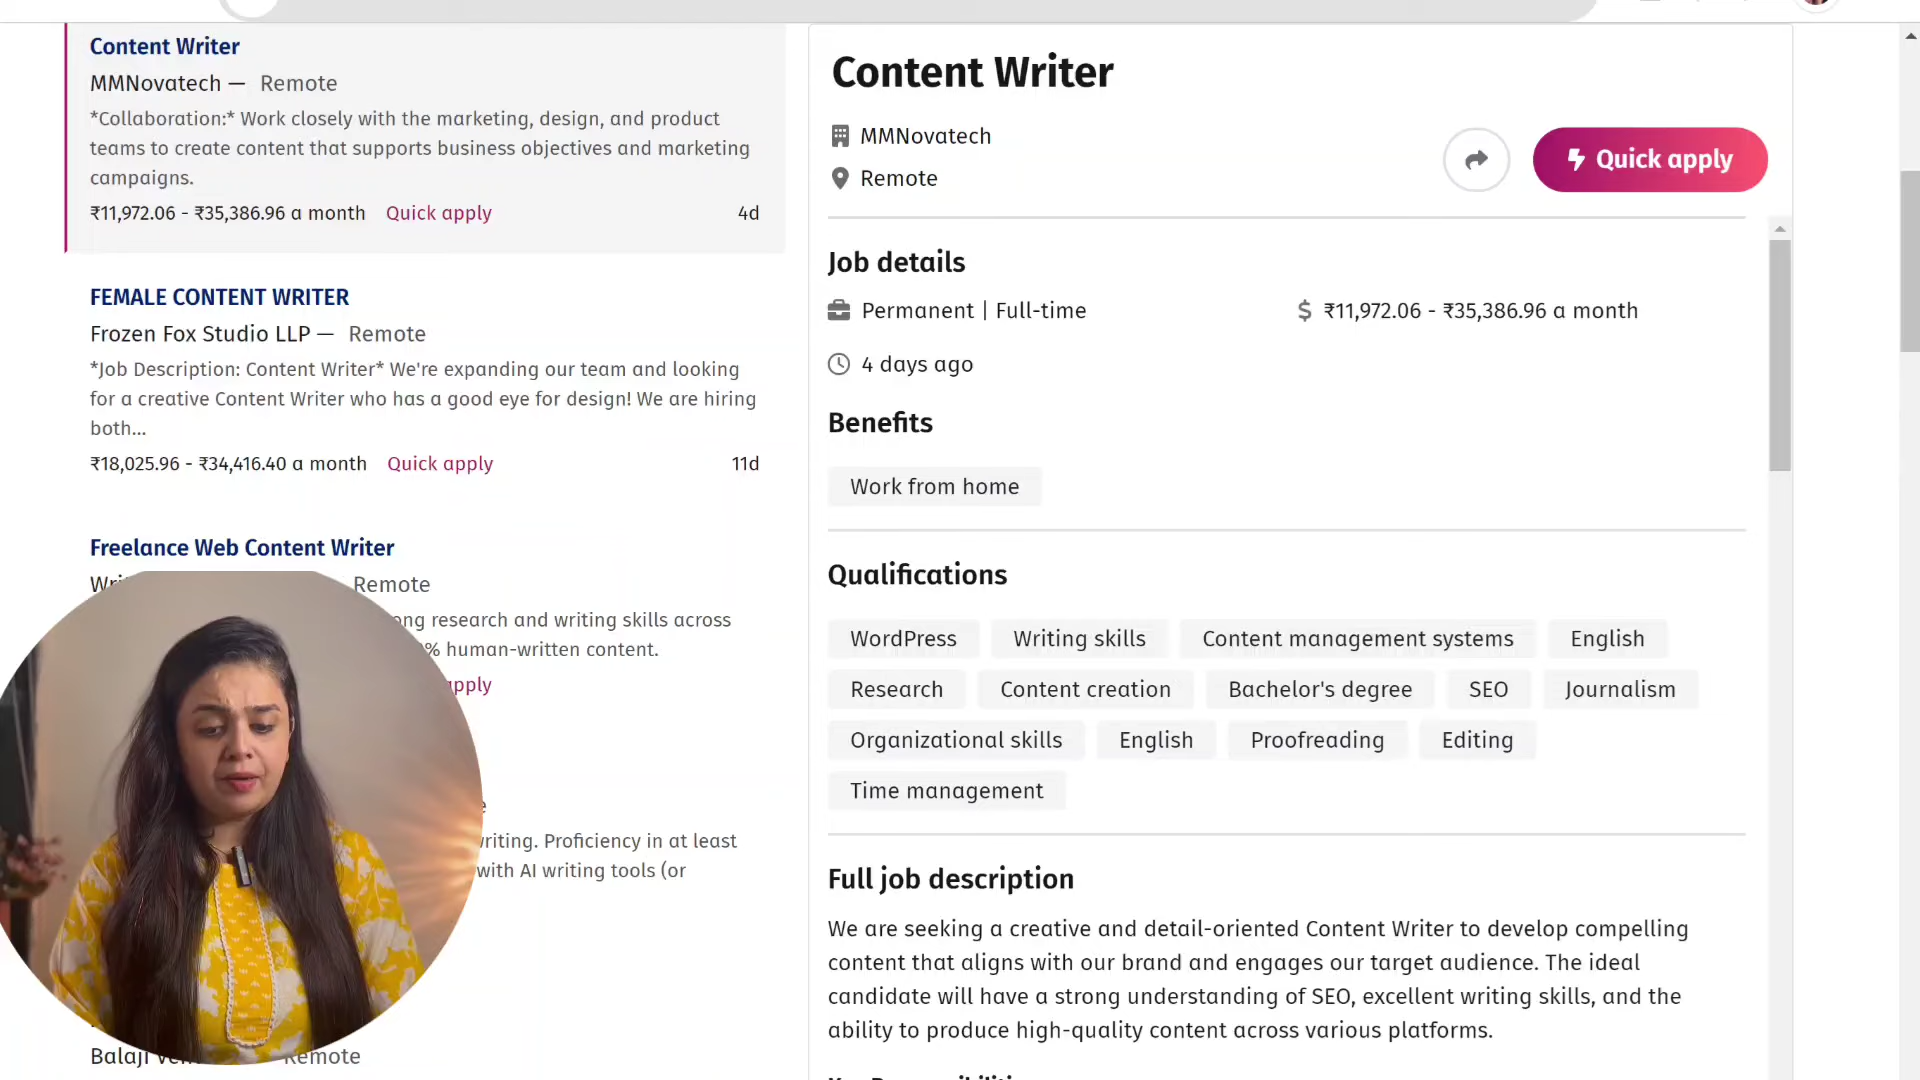 Content Writer
MMNovatech — Remote
*Collaboration:* Work closely with the marketing, design, and product
teams to create content that supports business objectives and marketing
campaigns.
₹11,972.06 - ₹35,386.96 a month Quick apply 4d
FEMALE CONTENT WRITER
Frozen Fox Studio LLP — Remote
*Job Description: Content Writer* We're expanding our team and looking
for a creative Content Writer who has a good eye for design! We are hiring
both...
₹18,025.96 - ₹34,416.40 a month Quick apply 11d
Freelance Web Content Writer
Remote
research and writing skills across
% human-written content.
writing. Proficiency in at least
with AI writing tools (or
Balaji Remote
Content Writer
MMNovatech
Remote
Quick apply
Job details
Permanent | Full-time
$ ₹11,972.06 - ₹35,386.96 a month
4 days ago
Benefits
Work from home
Qualifications
WordPress Writing skills Content management systems English
Research Content creation Bachelor's degree SEO Journalism
Organizational skills English Proofreading Editing
Time management
Full job description
We are seeking a creative and detail-oriented Content Writer to develop compelling
content that aligns with our brand and engages our target audience. The ideal
candidate will have a strong understanding of SEO, excellent writing skills, and the
ability to produce high-quality content across various platforms.